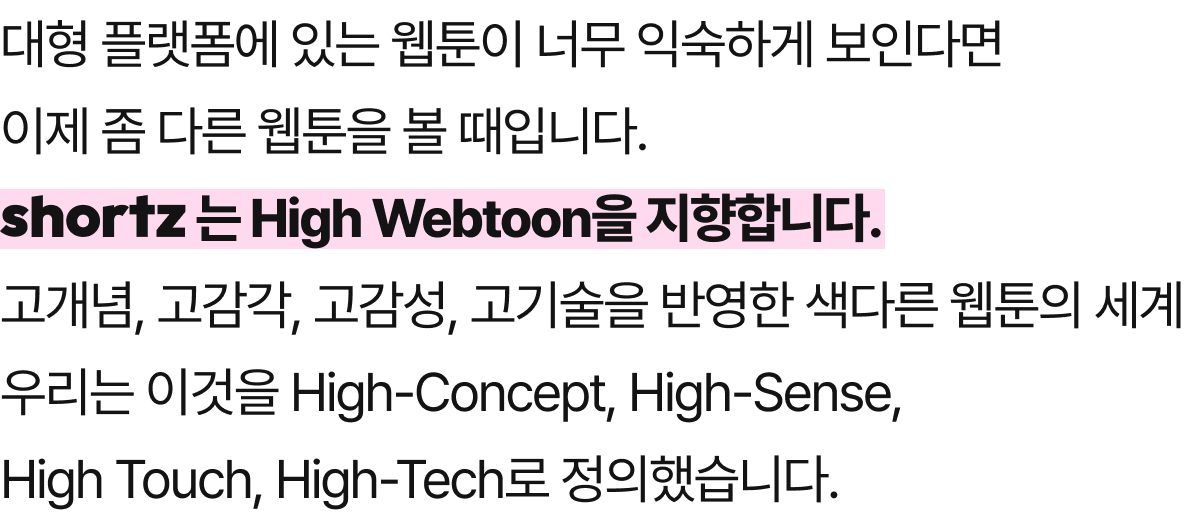 대형 플랫폼에 있는 웹툰이 너무 익숙하게 보인다면
이제 좀 다른 웹툰을 볼 때입니다.
shortz 는 High Webtoon을 지향합니다.
고개념, 고감각, 고감성, 고기술을 반영한 색다른 웹툰의 세계
우리는 이것을 High-Concept, High-Sense,
High Touch, High-Tech로 정의했습니다.